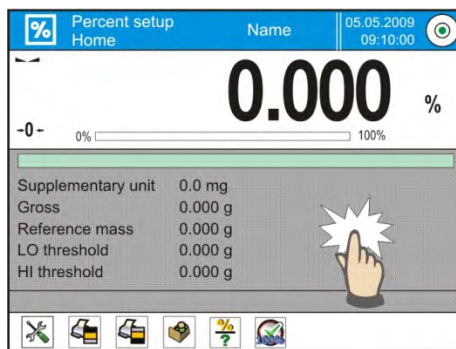 % Percent setup Name 05.05.2009
Home 09:10:00
0.000 %
→0←
0% 100%
Supplementary unit 0.0 mg
Gross 0.000 g
Reference mass 0.000 g
LO threshold 0.000 g
HI threshold 0.000 g
%
?